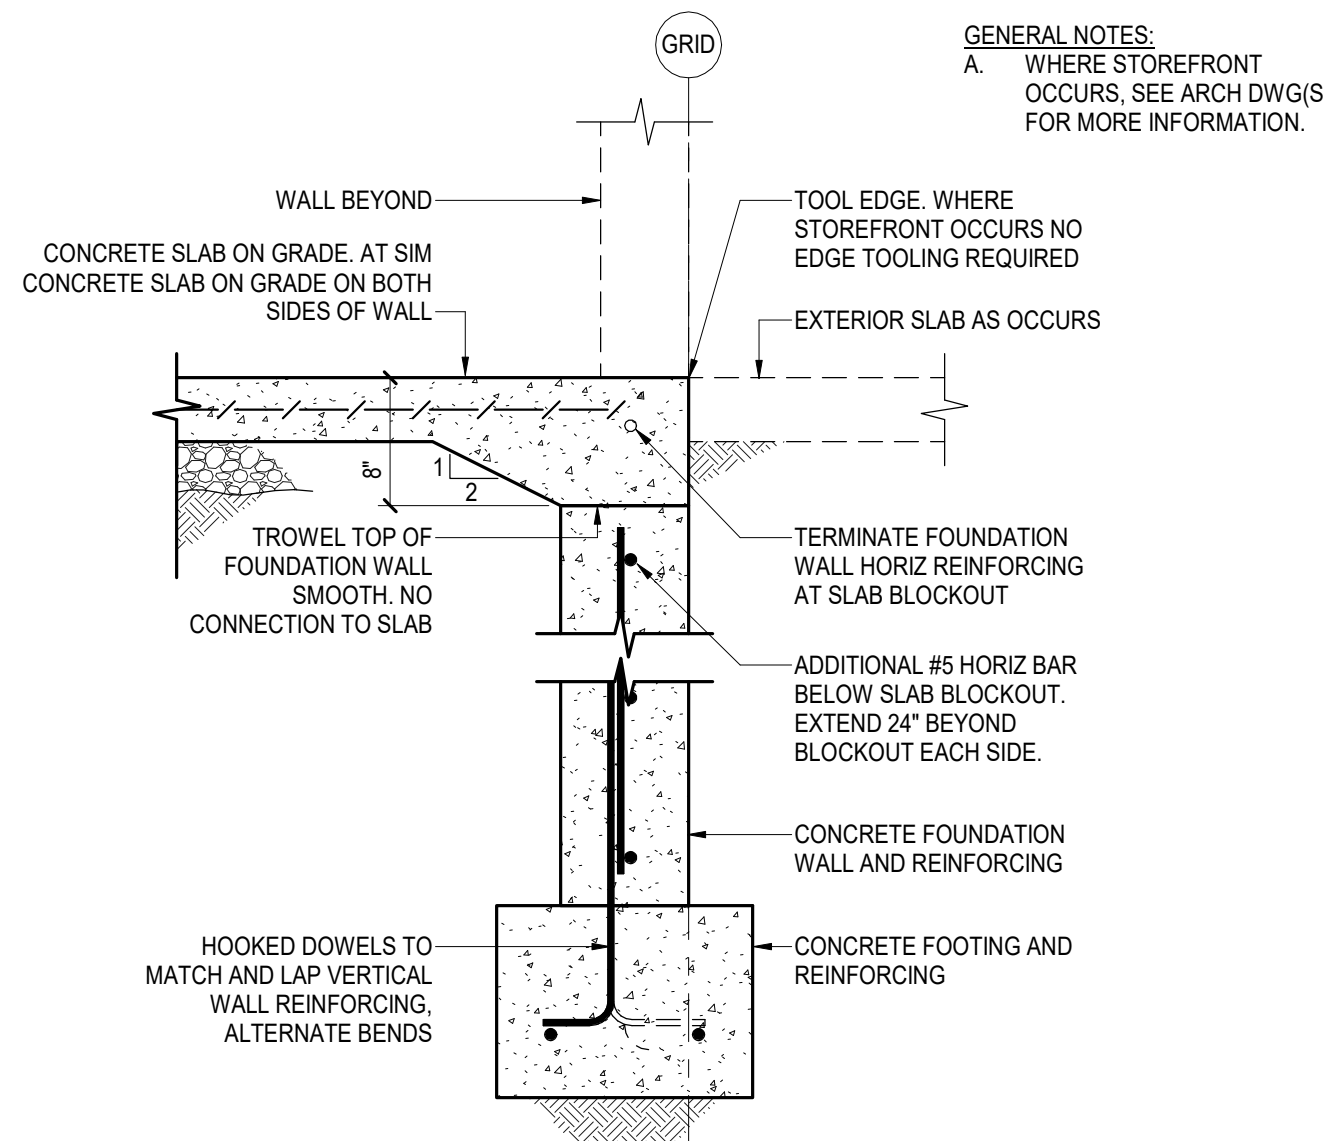 GRID
GENERAL NOTES:
A. WHERE STOREFRONT
OCCURS, SEE ARCH DWG(S
FOR MORE INFORMATION.
WALL BEYOND
CONCRETE SLAB ON GRADE. AT SIM
CONCRETE SLAB ON GRADE ON BOTH
SIDES OF WALL
TOOL EDGE. WHERE
STOREFRONT OCCURS NO
EDGE TOOLING REQUIRED
EXTERIOR SLAB AS OCCURS
8"
1
2
TROWEL TOP OF
FOUNDATION WALL
SMOOTH. NO
CONNECTION TO SLAB
TERMINATE FOUNDATION
WALL HORIZ REINFORCING
AT SLAB BLOCKOUT
ADDITIONAL #5 HORIZ BAR
BELOW SLAB BLOCKOUT.
EXTEND 24" BEYOND
BLOCKOUT EACH SIDE.
CONCRETE FOUNDATION
WALL AND REINFORCING
HOOKED DOWELS TO
MATCH AND LAP VERTICAL
WALL REINFORCING,
ALTERNATE BENDS
CONCRETE FOOTING AND
REINFORCING